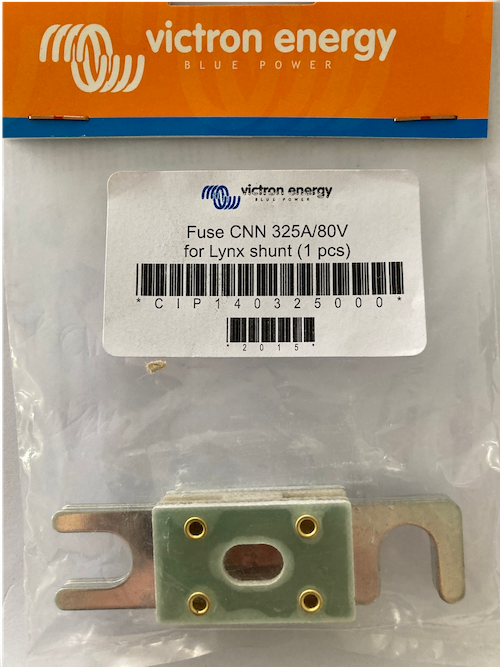 victron energy
BLUE POWER
victron energy
BLUE POWER
Fuse CNN 325A/80V
for Lynx shunt (1 pcs)
*CIP140325000*
*2015*